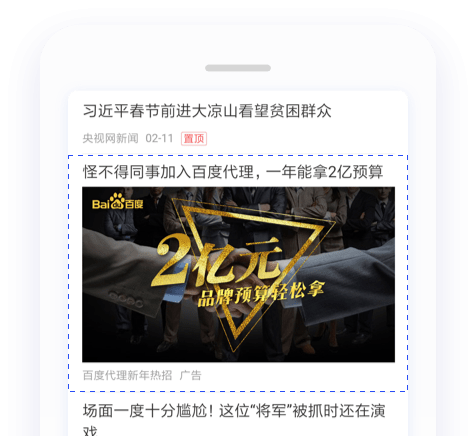 习近平春节前进大凉山看望贫困群众
央视网新闻 02-11 置顶
怪不得同事加入百度代理，一年能拿2亿预算
Bai 百度
2亿元
品牌预算轻松拿
百度代理新年热招 广告
场面一度十分尴尬！这位“将军”被抓时还在演
戏